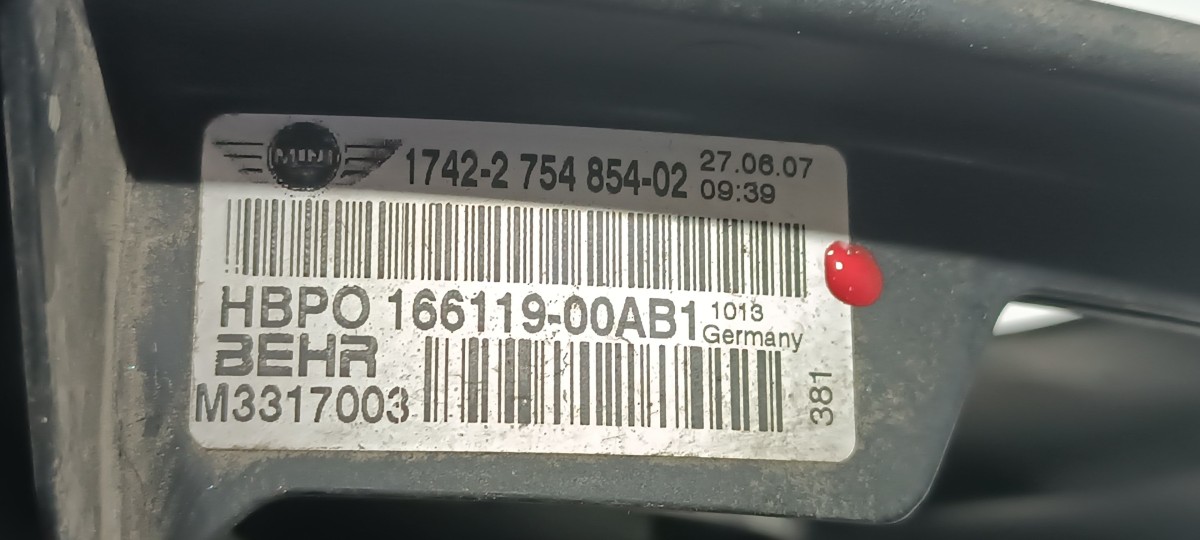 MINI
1742-2 754 854-02
27.06.07
09:39
HBPO 166119-00AB1
1013
Germany
BEHR
M3317003
381